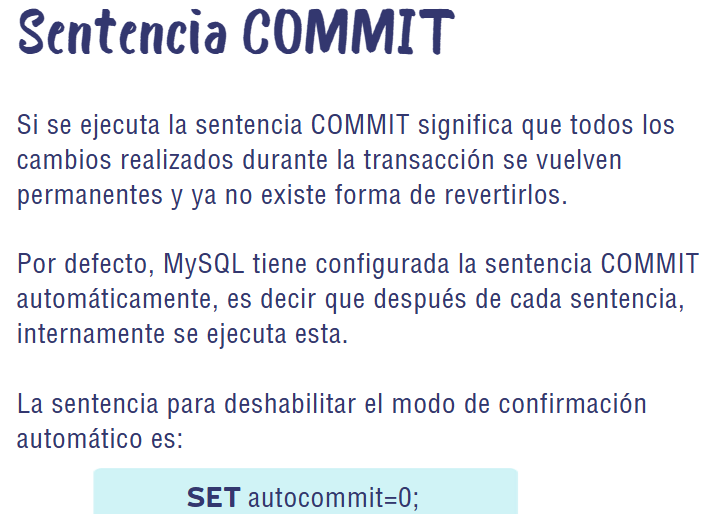 Sentencia COMMIT
Si se ejecuta la sentencia COMMIT significa que todos los
cambios realizados durante la transacción se vuelven
permanentes y ya no existe forma de revertirlos.
Por defecto, MySQL tiene configurada la sentencia COMMIT
automáticamente, es decir que después de cada sentencia,
internamente se ejecuta esta.
La sentencia para deshabilitar el modo de confirmación
automático es:
SET autocommit=0;